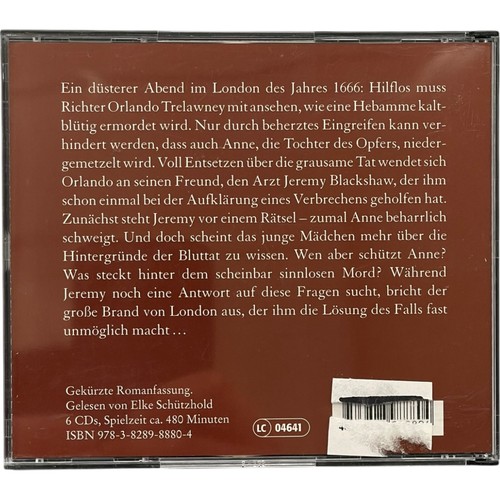 Ein düsterer Abend im London des Jahres 1666: Hilflos muss
Richter Orlando Trelawney mit ansehen, wie eine Hebamme kalt-
blütig ermordet wird. Nur durch beherztes Eingreifen kann ver-
hindert werden, dass auch Anne, die Tochter des Opfers, nieder-
gemetzelt wird. Voll Entsetzen über die grausame Tat wendet sich
Orlando an seinen Freund, den Arzt Jeremy Blackshaw, der ihm
schon einmal bei der Aufklärung eines Verbrechens geholfen hat.
Zunächst steht Jeremy vor einem Rätsel – zumal Anne beharrlich
schweigt. Und doch scheint das junge Mädchen mehr über die
Hintergründe der Bluttat zu wissen. Wen aber schützt Anne?
Was steckt hinter dem scheinbar sinnlosen Mord? Während
Jeremy noch eine Antwort auf diese Fragen sucht, bricht der
große Brand von London aus, der ihm die Lösung des Falls fast
unmöglich macht ...
Gekürzte Romanfassung.
Gelesen von Elke Schützhold
6 CDs, Spielzeit ca. 480 Minuten
ISBN 978-3-8289-8880-4
LC 04641